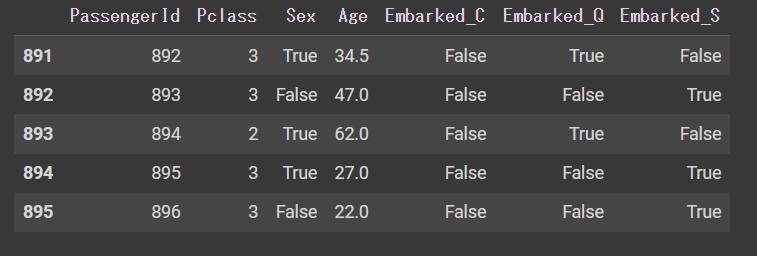 PassengerId Pclass Sex Age Embarked_C Embarked_Q Embarked_S
891 892 3 True 34.5 False True False
892 893 3 False 47.0 False False True
893 894 2 True 62.0 False True False
894 895 3 True 27.0 False False True
895 896 3 False 22.0 False False True